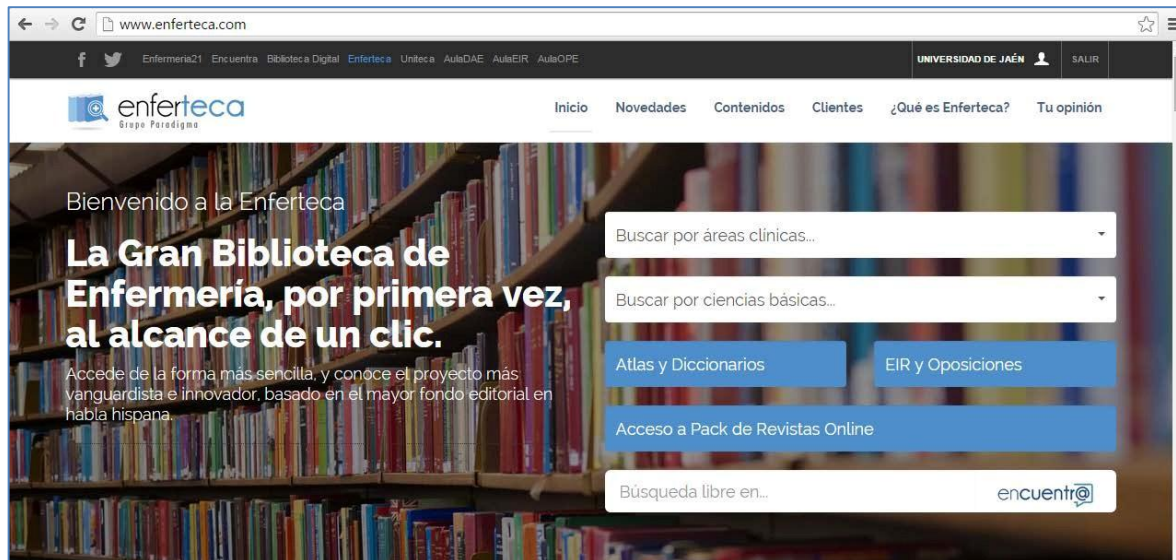 www.enferteca.com
Enfermeria21 Encuentra Biblioteca Digital Enferteca Uniteca AulaDAE AulaEIR AulaOPE
UNIVERSIDAD DE JAÉN
SALIR
enferteca
Grupo Paradigma
Inicio Novedades Contenidos Clientes ¿Qué es Enferteca? Tu opinión
Bienvenido a la Enferteca
La Gran Biblioteca de
Enfermería, por primera vez,
al alcance de un clic.
Accede de la forma más sencilla, y conoce el proyecto más
vanguardista e innovador, basado en el mayor fondo editorial en
habla hispana.
Buscar por áreas clínicas...
Buscar por ciencias básicas...
Atlas y Diccionarios
EIR y Oposiciones
Acceso a Pack de Revistas Online
Búsqueda libre en...
encuentr@